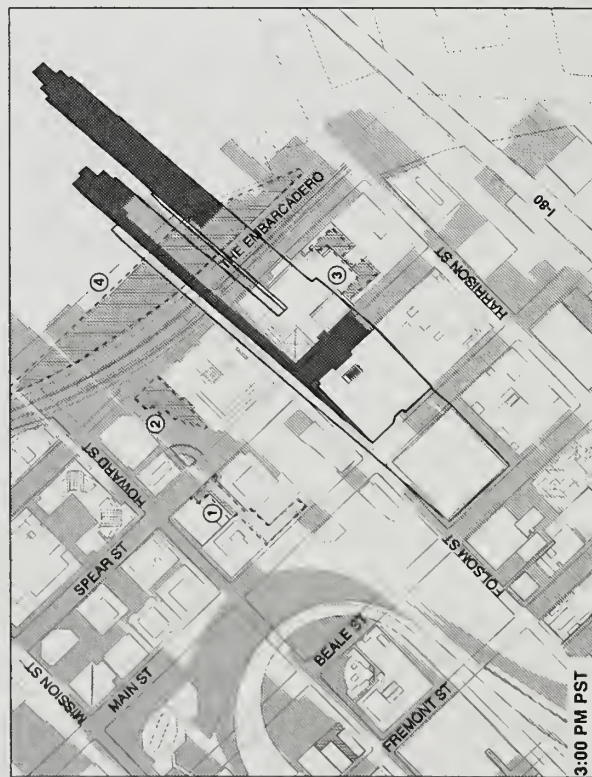 I-80
THE EMBARCADERO
4
3
HARRISON ST
2
HOWARD ST
1
SPEAR ST
FOLSOM ST
MISSION ST
MAIN ST
BEALE ST
FREMONT ST
3:00 PM PST